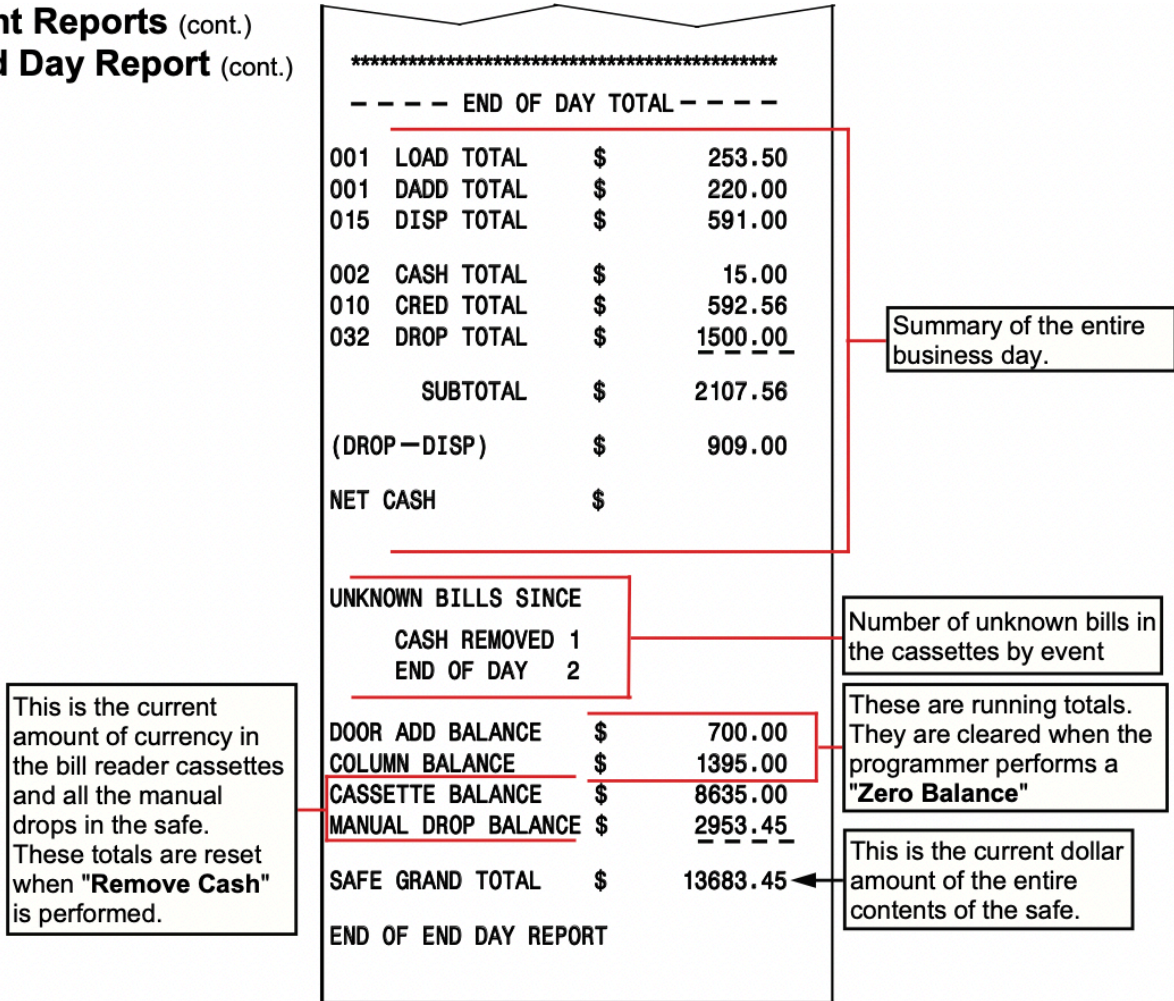 nt Reports (cont.)
d Day Report (cont.)
*********************************************
– – – – END OF DAY TOTAL – – – –
001 LOAD TOTAL $ 253.50
001 DADD TOTAL $ 220.00
015 DISP TOTAL $ 591.00
002 CASH TOTAL $ 15.00
010 CRED TOTAL $ 592.56
032 DROP TOTAL $ 1500.00
SUBTOTAL $ 2107.56
(DROP—DISP) $ 909.00
NET CASH $
Summary of the entire
business day.
UNKNOWN BILLS SINCE
CASH REMOVED 1
END OF DAY 2
Number of unknown bills in
the cassettes by event
DOOR ADD BALANCE $ 700.00
COLUMN BALANCE $ 1395.00
CASSETTE BALANCE $ 8635.00
MANUAL DROP BALANCE $ 2953.45
SAFE GRAND TOTAL $ 13683.45
END OF END DAY REPORT
This is the current
amount of currency in
the bill reader cassettes
and all the manual
drops in the safe.
These totals are reset
when "Remove Cash"
is performed.
These are running totals.
They are cleared when the
programmer performs a
"Zero Balance"
This is the current dollar
amount of the entire
contents of the safe.